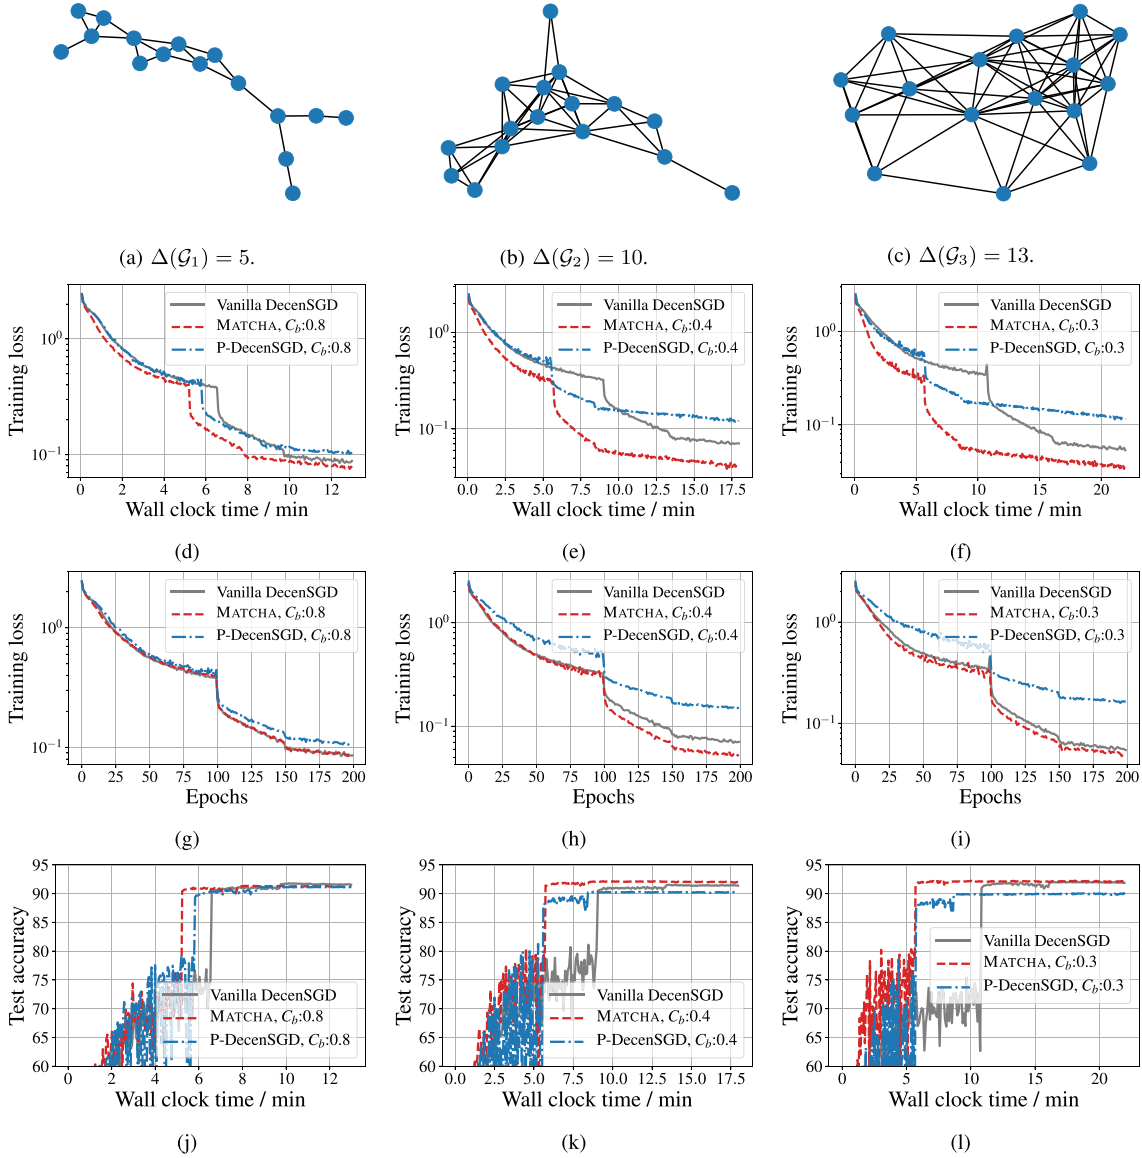 (a) Δ(𝒢₁) = 5.
(b) Δ(𝒢₂) = 10.
(c) Δ(𝒢₃) = 13.
Training loss
10⁰
10⁻¹
Vanilla DecenSGD
MATCHA, C_b:0.8
P-DecenSGD, C_b:0.8
0 2 4 6 8 10 12
Wall clock time / min
(d)
Training loss
10⁰
10⁻¹
Vanilla DecenSGD
MATCHA, C_b:0.4
P-DecenSGD, C_b:0.4
0.0 2.5 5.0 7.5 10.0 12.5 15.0 17.5
Wall clock time / min
(e)
Training loss
10⁰
10⁻¹
Vanilla DecenSGD
MATCHA, C_b:0.3
P-DecenSGD, C_b:0.3
0 5 10 15 20
Wall clock time / min
(f)
Training loss
10⁰
10⁻¹
Vanilla DecenSGD
MATCHA, C_b:0.8
P-DecenSGD, C_b:0.8
0 25 50 75 100 125 150 175 200
Epochs
(g)
Training loss
10⁰
10⁻¹
Vanilla DecenSGD
MATCHA, C_b:0.4
P-DecenSGD, C_b:0.4
0 25 50 75 100 125 150 175 200
Epochs
(h)
Training loss
10⁰
10⁻¹
Vanilla DecenSGD
MATCHA, C_b:0.3
P-DecenSGD, C_b:0.3
0 25 50 75 100 125 150 175 200
Epochs
(i)
Test accuracy
95
90
85
80
75
70
65
60
Vanilla DecenSGD
MATCHA, C_b:0.8
P-DecenSGD, C_b:0.8
0 2 4 6 8 10 12
Wall clock time / min
(j)
Test accuracy
95
90
85
80
75
70
65
60
Vanilla DecenSGD
MATCHA, C_b:0.4
P-DecenSGD, C_b:0.4
0.0 2.5 5.0 7.5 10.0 12.5 15.0 17.5
Wall clock time / min
(k)
Test accuracy
95
90
85
80
75
70
65
60
Vanilla DecenSGD
MATCHA, C_b:0.3
P-DecenSGD, C_b:0.3
0 5 10 15 20
Wall clock time / min
(l)